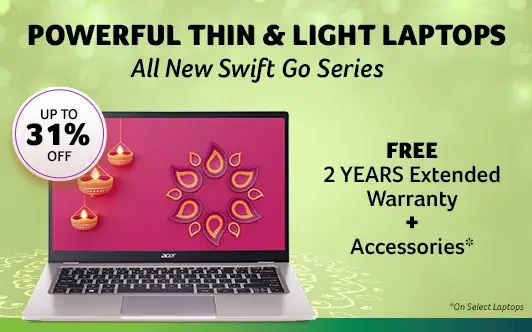 POWERFUL THIN & LIGHT LAPTOPS
All New Swift Go Series
UP TO
31%
OFF
FREE
2 YEARS Extended
Warranty
+
Accessories*
acer
*On Select Laptops